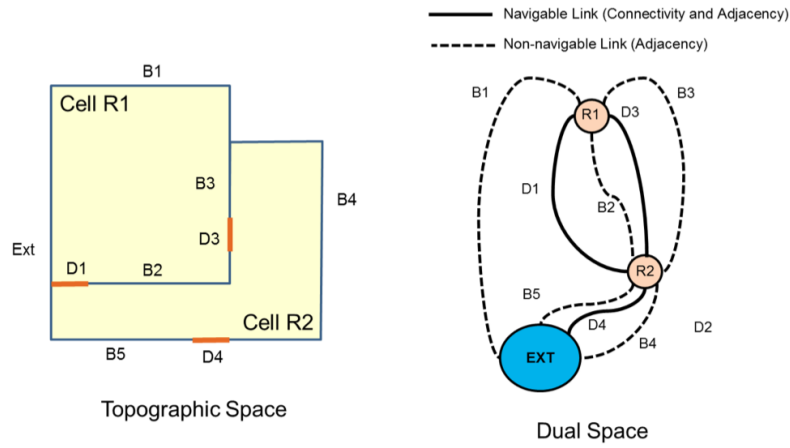 Navigable Link (Connectivity and Adjacency)
Non-navigable Link (Adjacency)
B1
Cell R1
B3
B4
D3
Ext
D1
B2
Cell R2
B5
D4
Topographic Space
B1
B3
R1
D3
D1
B2
R2
B5
D4
D2
B4
EXT
Dual Space